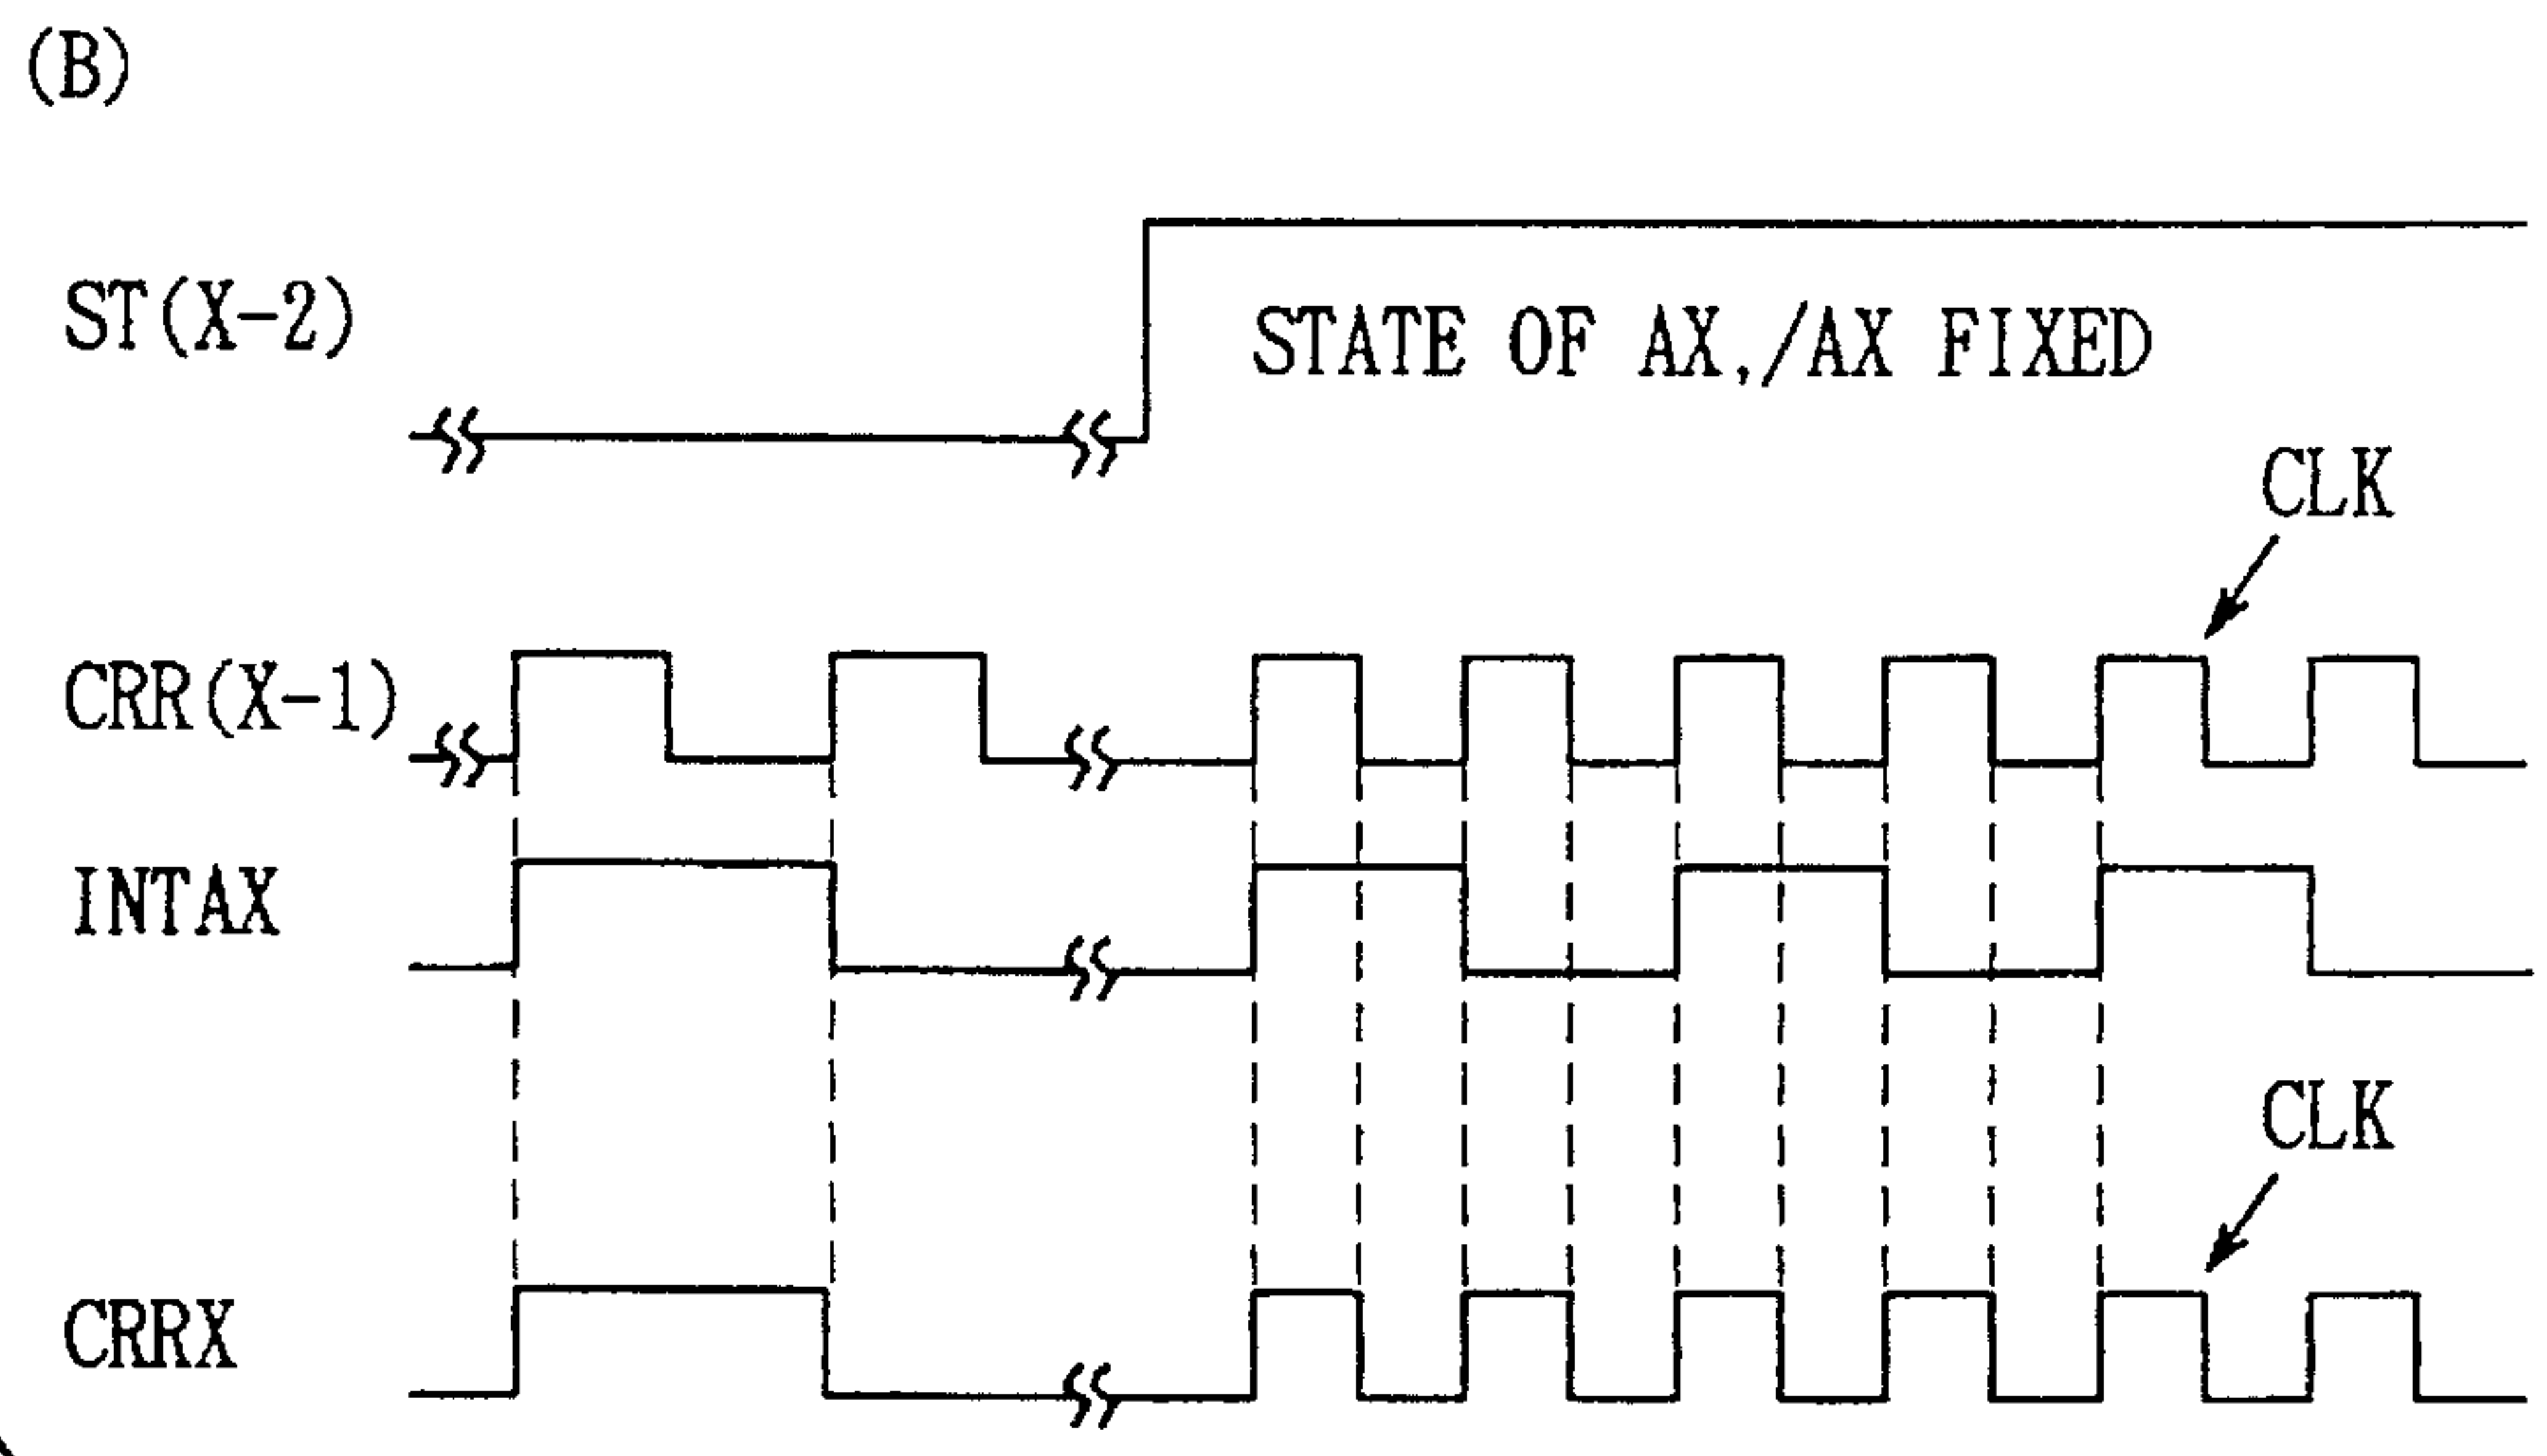 (B)
ST(X-2)
STATE OF AX,/AX FIXED
CLK
CRR(X-1)
INTAX
CLK
CRRX